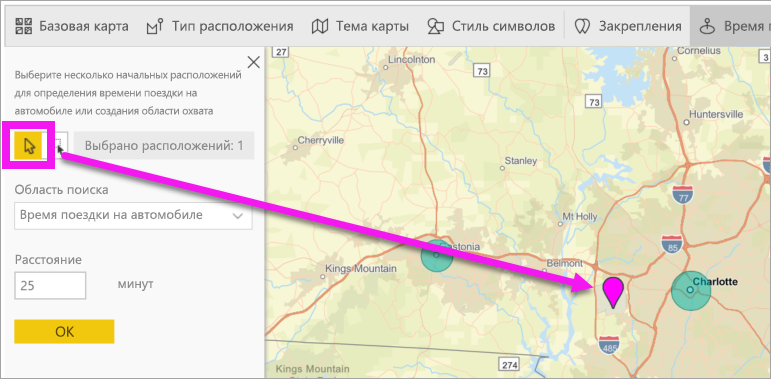 Базовая карта
Тип расположения
Тема карты
Стиль символов
Закрепления
Время
Выберите несколько начальных расположений
для определения времени поездки на
автомобиле или создания области охвата
Выбрано расположений: 1
Область поиска
Время поездки на автомобиле
Расстояние
25
минут
ОК
27
Lincolnton
73
73
Cornelius
Huntersville
Cherryville
Stanley
77
Mt Holly
85
Belmont
Kings Mountain
Charlotte
485
274
Kings Mountain